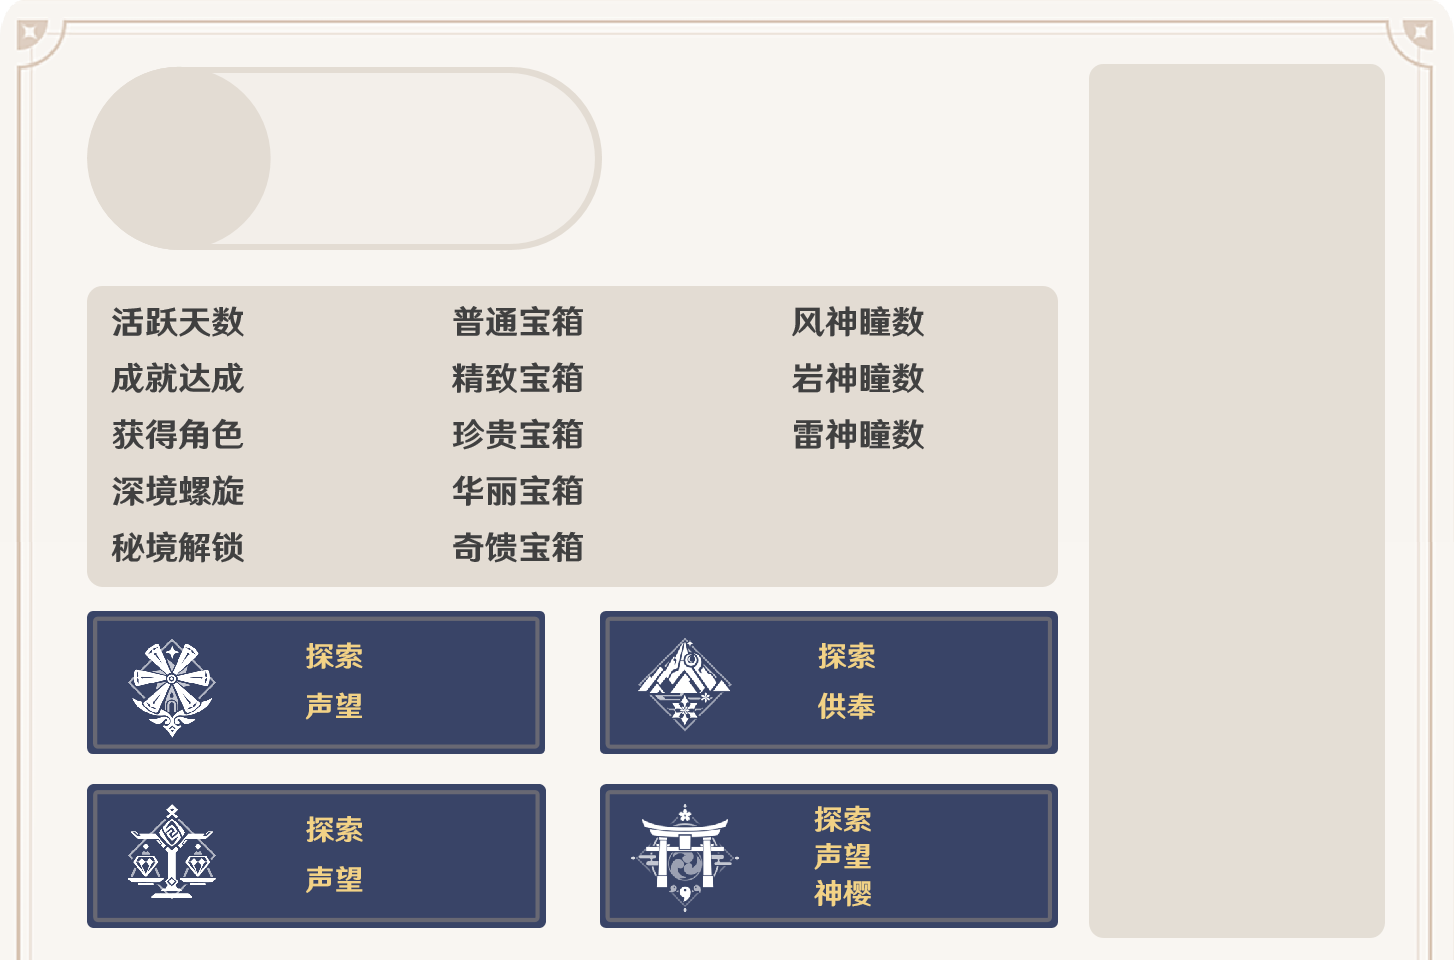 活跃天数 普通宝箱 风神瞳数
成就达成 精致宝箱 岩神瞳数
获得角色 珍贵宝箱 雷神瞳数
深境螺旋 华丽宝箱
秘境解锁 奇馈宝箱
探索
声望
探索
供奉
探索
声望
探索
声望
神樱